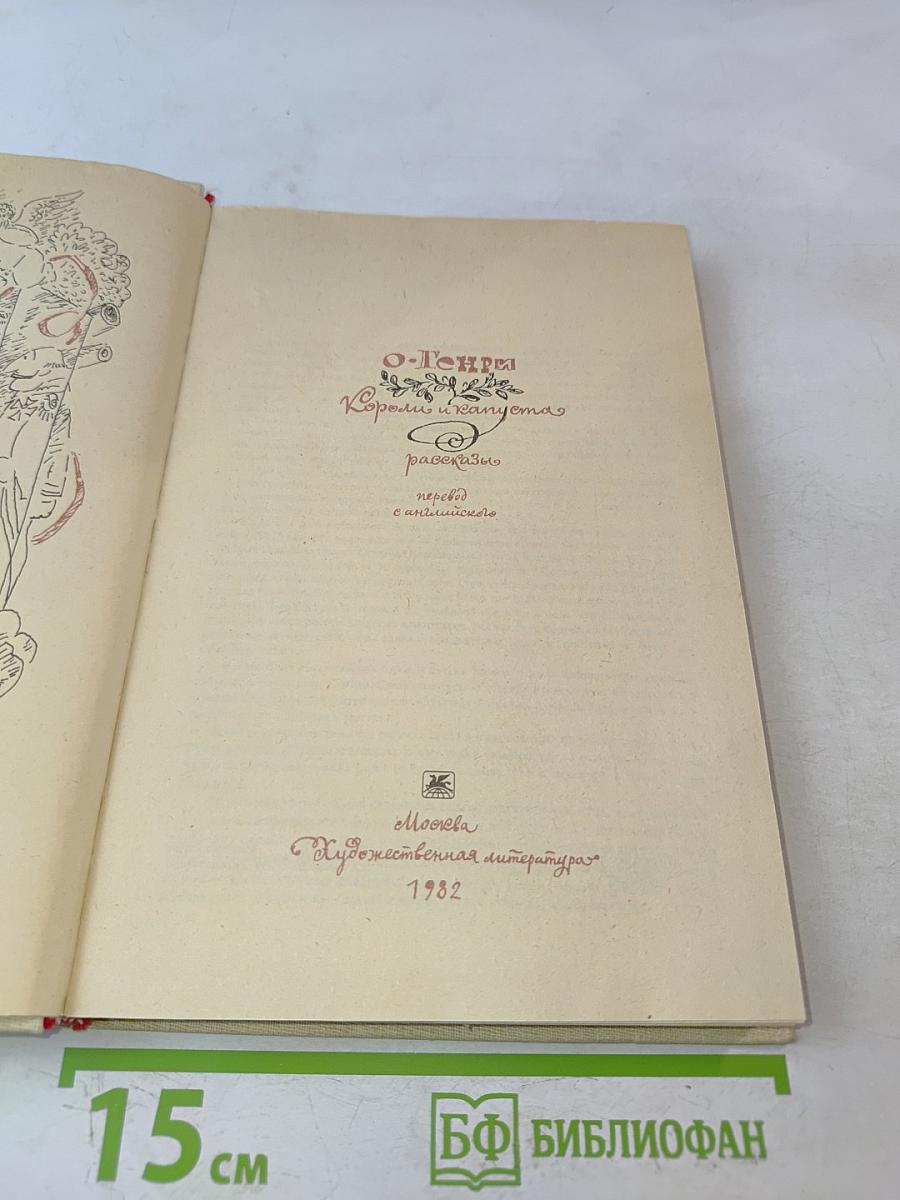 О·Генри
Короли и капуста
рассказы
перевод
с английского
Москва
Художественная литература
1982
15 см
БФ БИБЛИОФАН